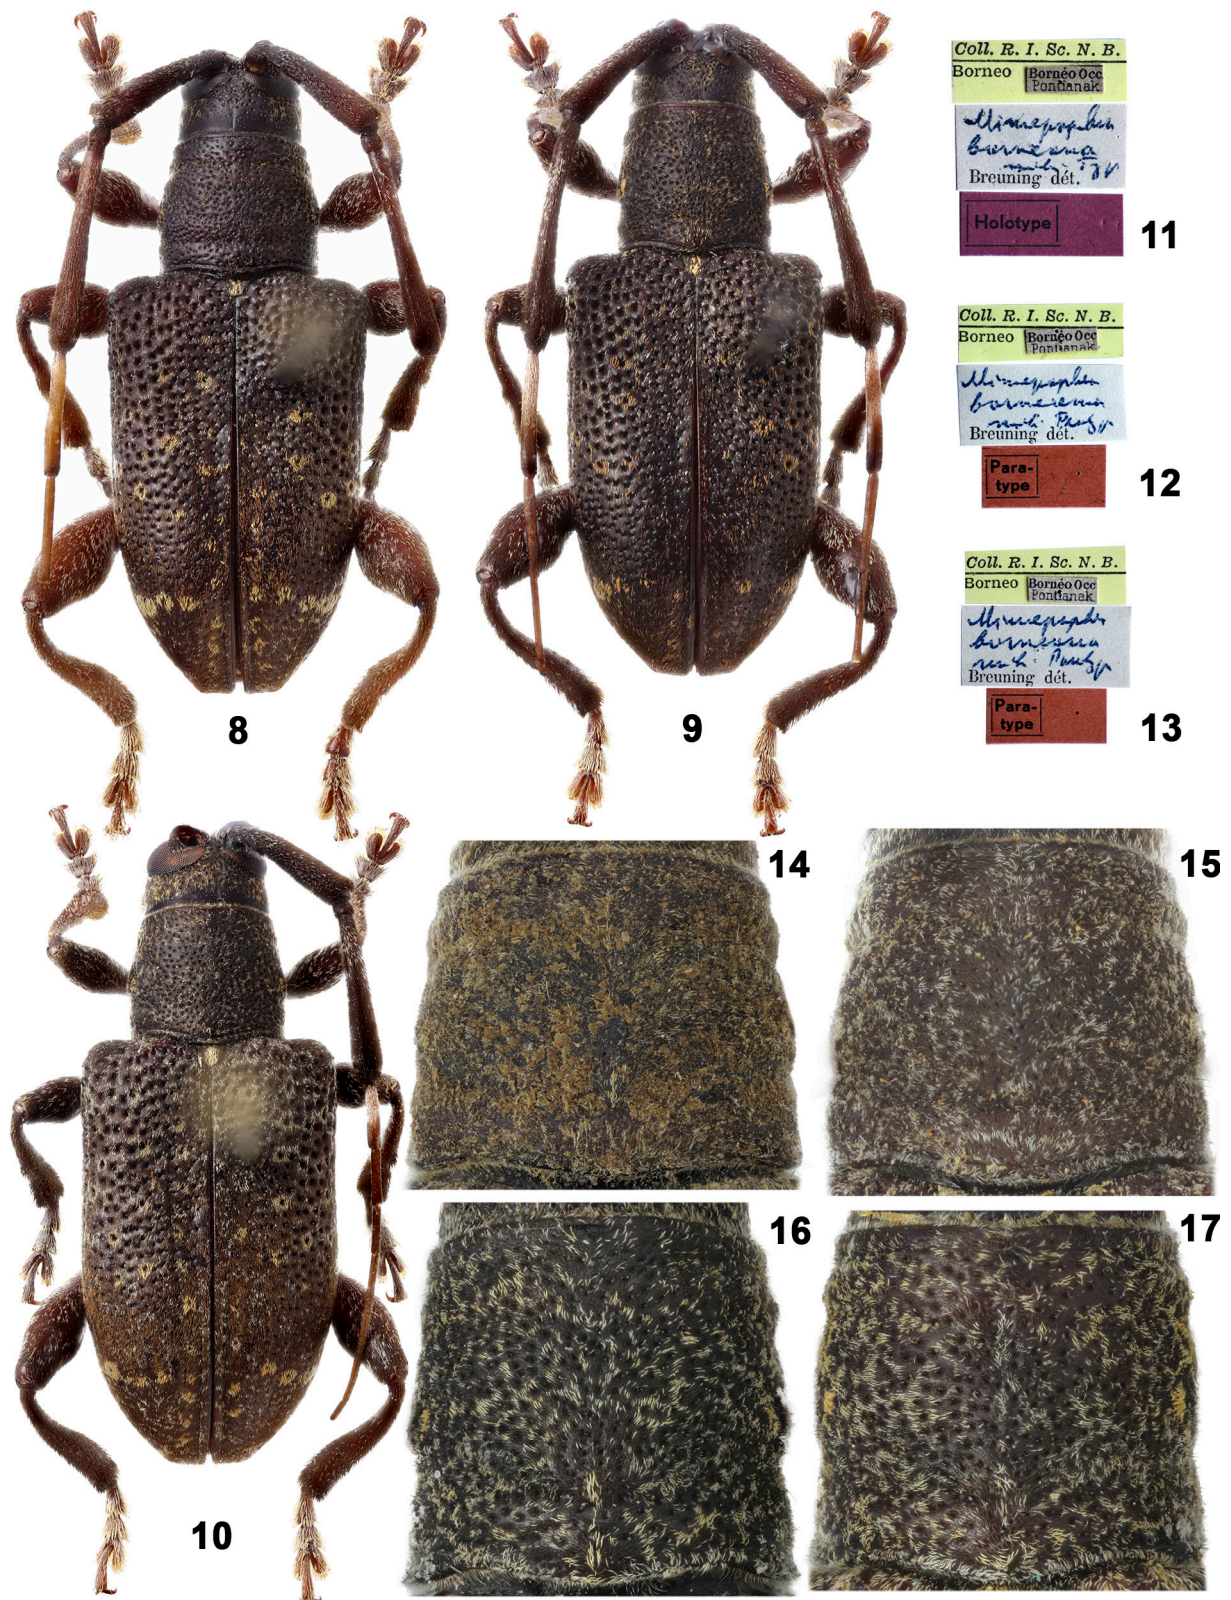 8
9
Coll. R. I. Sc. N. B.
Borneo
Bornéo Occ.
Pontianak
Breuning dét.
Holotype
11
Coll. R. I. Sc. N. B.
Borneo
Bornéo Occ
Pontianak
Breuning dét.
Para-
type
12
Coll. R. I. Sc. N. B.
Borneo
Bornéo Occ
Pontianak
Breuning dét.
Para-
type
13
10
14
15
16
17